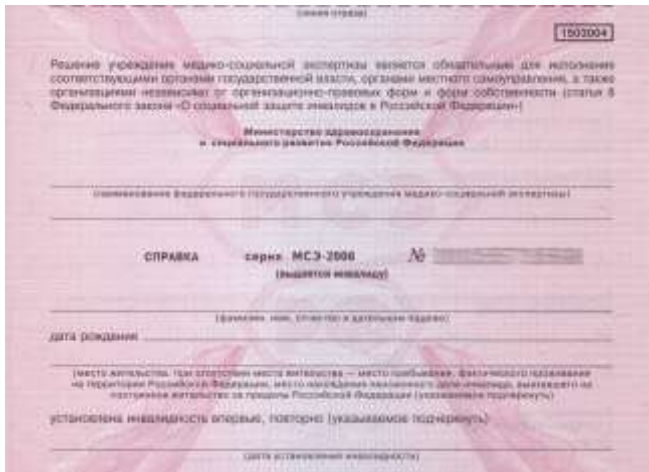 (линия отреза)
1503004
Решение учреждения медико-социальной экспертизы является обязательным для исполнения
соответствующими органами государственной власти, органами местного самоуправления, а также
организациями независимо от организационно-правовых форм и форм собственности (статья 8
Федерального закона «О социальной защите инвалидов в Российской Федерации»)
Министерство здравоохранения
и социального развития Российской Федерации
(наименование федерального государственного учреждения медико-социальной экспертизы)
МСЭ
СПРАВКА серия МСЭ-2006 №
(выдается инвалиду)
(фамилия, имя, отчество в дательном падеже)
дата рождения
(место жительства, при отсутствии места жительства — место пребывания, фактического проживания
на территории Российской Федерации, место нахождения пенсионного дела инвалида, выехавшего на
постоянное жительство за пределы Российской Федерации (указываемое подчеркнуть)
установлена инвалидность впервые, повторно (указываемое подчеркнуть)
(дата установления инвалидности)